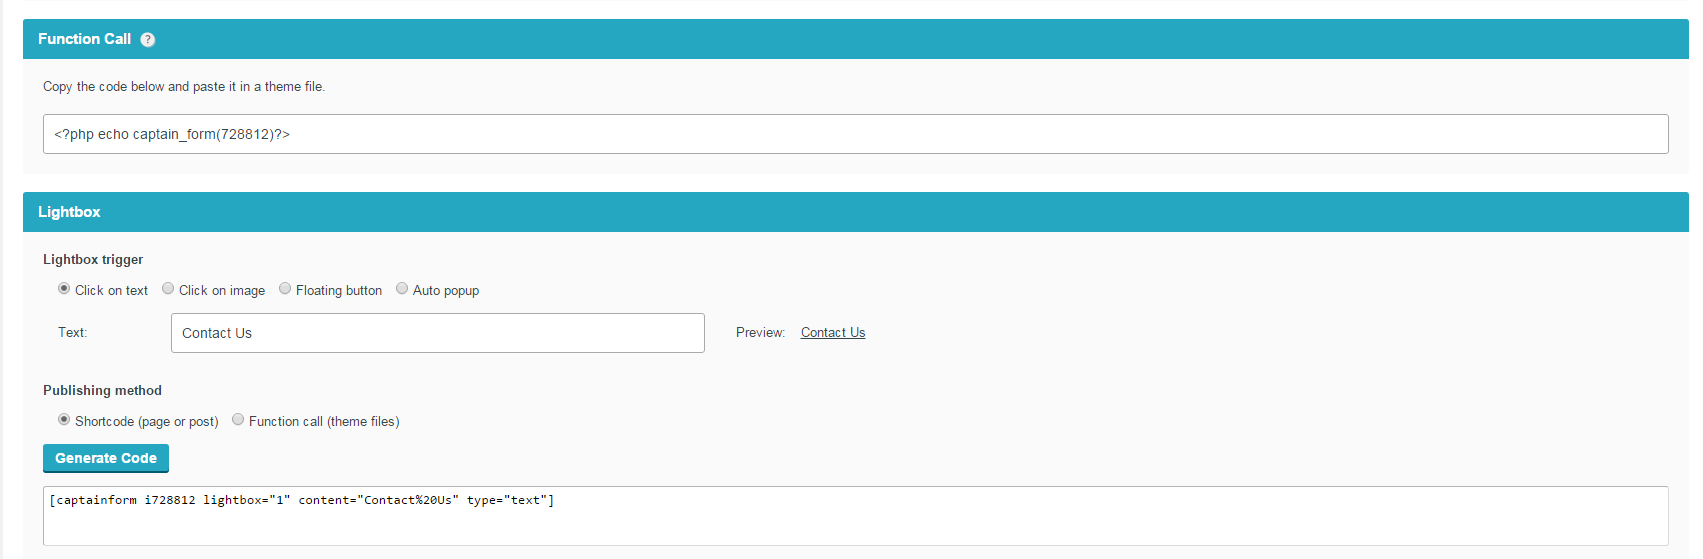 Function Call ?
Copy the code below and paste it in a theme file.
<?php echo captain_form(728812)?>
Lightbox
Lightbox trigger
Click on text Click on image Floating button Auto popup
Text: Contact Us Preview: Contact Us
Publishing method
Shortcode (page or post) Function call (theme files)
Generate Code
[captainform i728812 lightbox="1" content="Contact%20Us" type="text"]